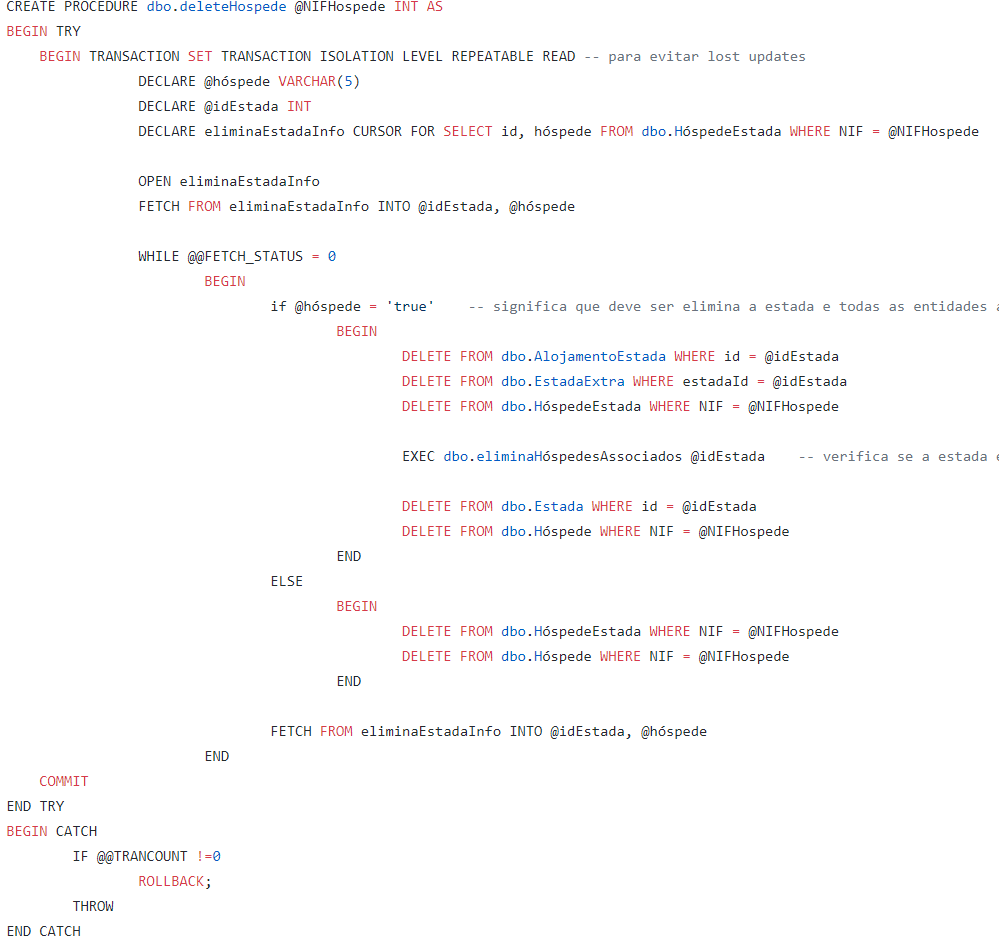 CREATE PROCEDURE dbo.deleteHospede @NIFHospede INT AS
BEGIN TRY
    BEGIN TRANSACTION SET TRANSACTION ISOLATION LEVEL REPEATABLE READ -- para evitar lost updates
                DECLARE @hóspede VARCHAR(5)
                DECLARE @idEstada INT
                DECLARE eliminaEstadaInfo CURSOR FOR SELECT id, hóspede FROM dbo.HóspedeEstada WHERE NIF = @NIFHospede

                OPEN eliminaEstadaInfo
                FETCH FROM eliminaEstadaInfo INTO @idEstada, @hóspede

                WHILE @@FETCH_STATUS = 0
                        BEGIN
                                if @hóspede = 'true'    -- significa que deve ser elimina a estada e todas as entidades
                                        BEGIN
                                                DELETE FROM dbo.AlojamentoEstada WHERE id = @idEstada
                                                DELETE FROM dbo.EstadaExtra WHERE estadaId = @idEstada
                                                DELETE FROM dbo.HóspedeEstada WHERE NIF = @NIFHospede

                                                EXEC dbo.eliminaHóspedesAssociados @idEstada    -- verifica se a estada

                                                DELETE FROM dbo.Estada WHERE id = @idEstada
                                                DELETE FROM dbo.Hóspede WHERE NIF = @NIFHospede
                                        END
                                ELSE
                                        BEGIN
                                                DELETE FROM dbo.HóspedeEstada WHERE NIF = @NIFHospede
                                                DELETE FROM dbo.Hóspede WHERE NIF = @NIFHospede
                                        END

                                FETCH FROM eliminaEstadaInfo INTO @idEstada, @hóspede
                        END
    COMMIT
END TRY
BEGIN CATCH
        IF @@TRANCOUNT !=0
                ROLLBACK;
        THROW
END CATCH